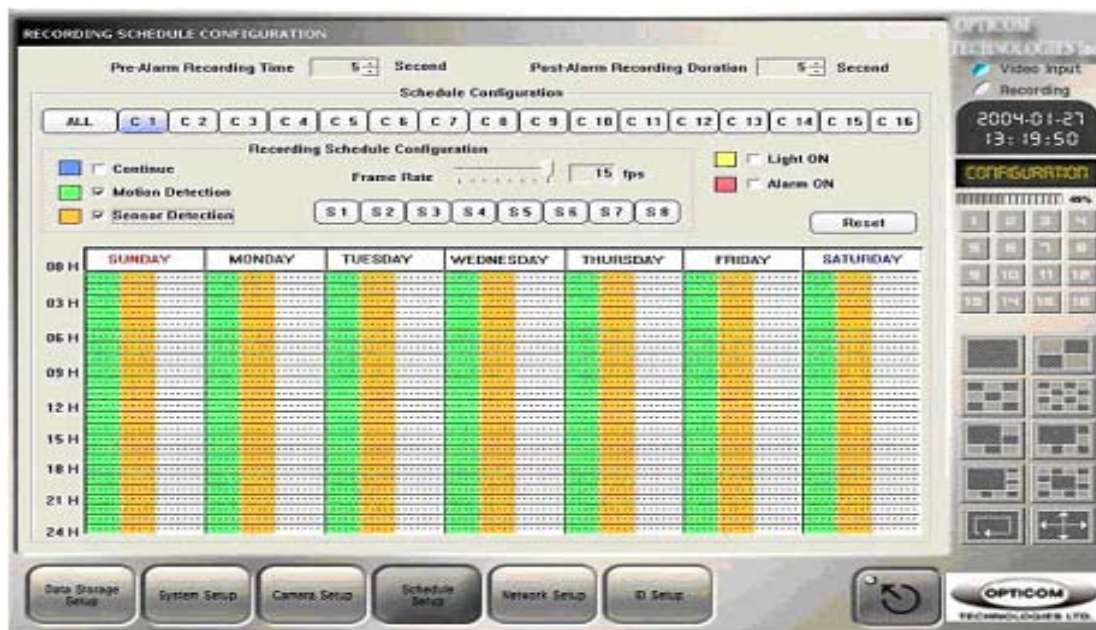 RECORDING SCHEDULE CONFIGURATION
OPTICOM
TECHNOLOGIES Inc
Pre-Alarm Recording Time 5 Second Post-Alarm Recording Duration 5 Second
Video Input
Recording
Schedule Configuration
2004-01-27
13:19:50
ALL C 1 C 2 C 3 C 4 C 5 C 6 C 7 C 8 C 9 C 10 C 11 C 12 C 13 C 14 C 15 C 16
Recording Schedule Configuration
Continue
Motion Detection
Sensor Detection
Frame Rate 15 fps
S 1 S 2 S 3 S 4 S 5 S 6 S 7 S 8
Light ON
Alarm ON
Reset
CONFIGURATION
1 2 3 4
5 6 7 8
9 10 11 12
13 14 15 16
SUNDAY MONDAY TUESDAY WEDNESDAY THURSDAY FRIDAY SATURDAY
00 H
03 H
06 H
09 H
12 H
15 H
18 H
21 H
24 H
Data Storage Setup
System Setup
Camera Setup
Schedule Setup
Network Setup
ID Setup
OPTICOM
TECHNOLOGIES LTD.